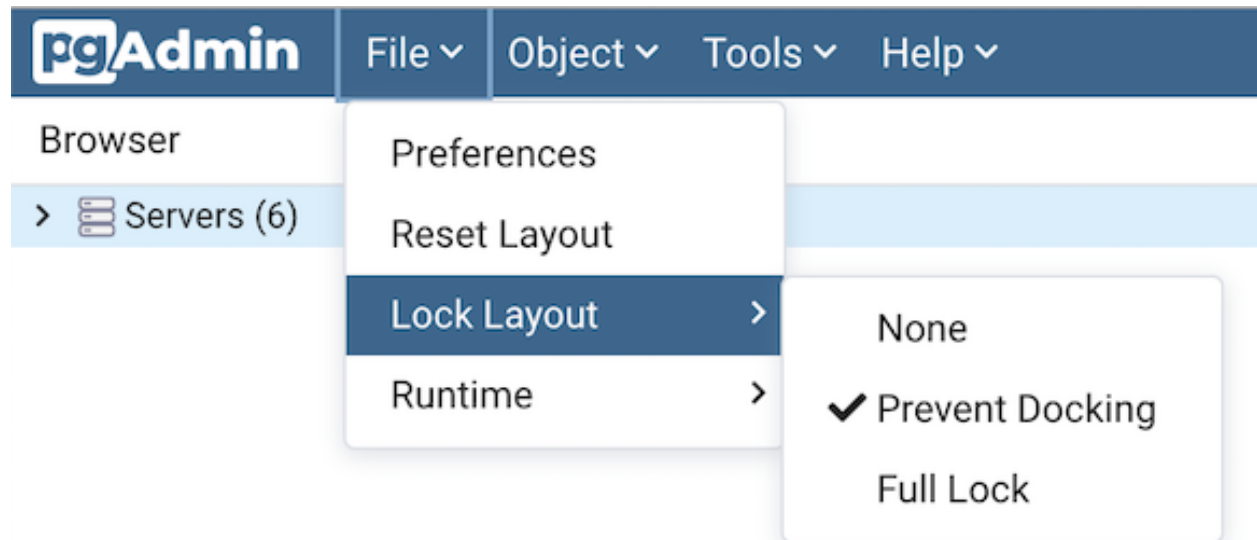 pgAdmin File Object Tools Help
Browser
Servers (6)
Preferences
Reset Layout
Lock Layout
Runtime
None
Prevent Docking
Full Lock